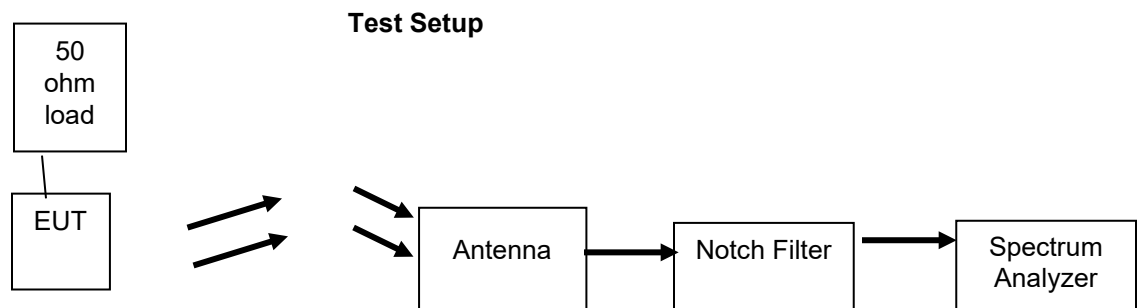 Test Setup
50
ohm
load
EUT
Antenna
Notch Filter
Spectrum
Analyzer